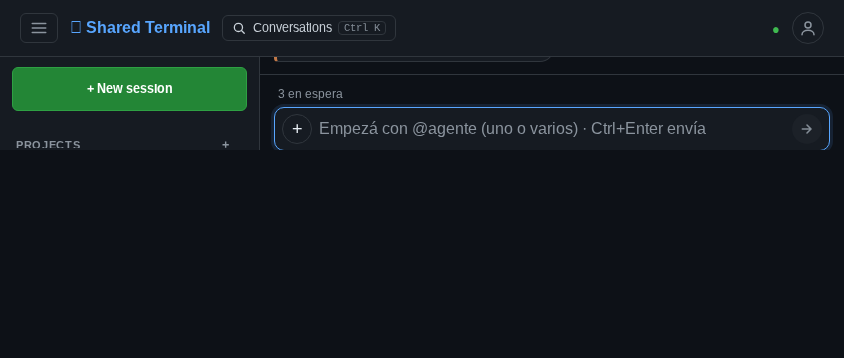 Shared Terminal
Conversations Ctrl K
+ New session
3 en espera
Empezá con @agente (uno o varios) · Ctrl+Enter envía
PROJECTS +